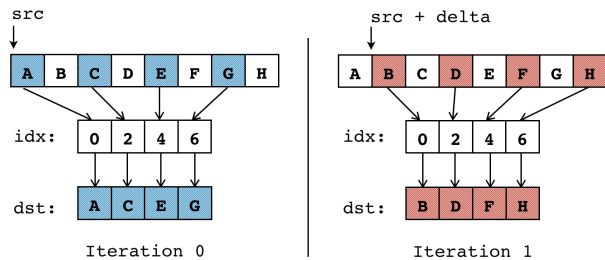 src
A B C D E F G H
idx: 0 2 4 6
dst: A C E G
Iteration 0
src + delta
A B C D E F G H
idx: 0 2 4 6
dst: B D F H
Iteration 1